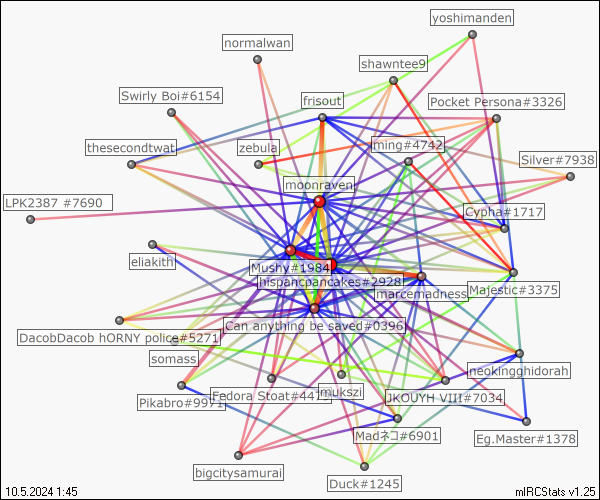 yoshimanden
normalwan
shawntee9
Swirly Boi#6154
frisout
Pocket Persona#3326
thesecondtwat
zebula
ming#4742
Silver#7938
moonraven
LPK2387 #7690
Cypha#1717
eliakith
Mushy#1984
hispancpancakes#2928
marcemadness
Majestic#3375
Can anything be saved#0396
DacobDacob hORNY police#5271
somass
neokingghidorah
Pikabro#9971
Fedora Stoat#441
mukszi
JKOUYH VIII#7034
Madネコ#6901
Eg.Master#1378
bigcitysamurai
Duck#1245
10.5.2024 1:45
mIRCStats v1.25